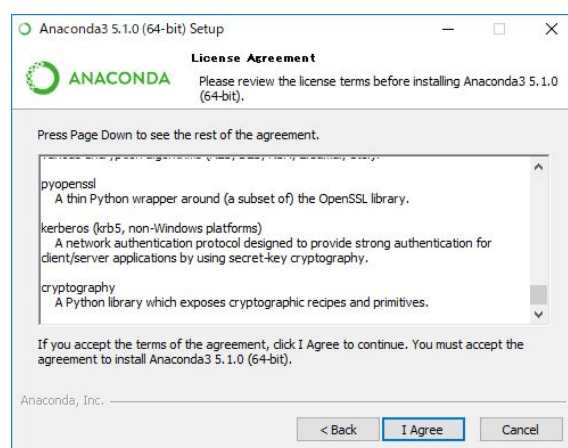 Anaconda3 5.1.0 (64-bit) Setup
ANACONDA
License Agreement
Please review the license terms before installing Anaconda3 5.1.0
(64-bit).
Press Page Down to see the rest of the agreement.
pyopenssl
A thin Python wrapper around (a subset of) the OpenSSL library.
kerberos (krb5, non-Windows platforms)
A network authentication protocol designed to provide strong authentication for
client/server applications by using secret-key cryptography.
cryptography
A Python library which exposes cryptographic recipes and primitives.
If you accept the terms of the agreement, click I Agree to continue. You must accept the
agreement to install Anaconda3 5.1.0 (64-bit).
Anaconda, Inc.
< Back
I Agree
Cancel